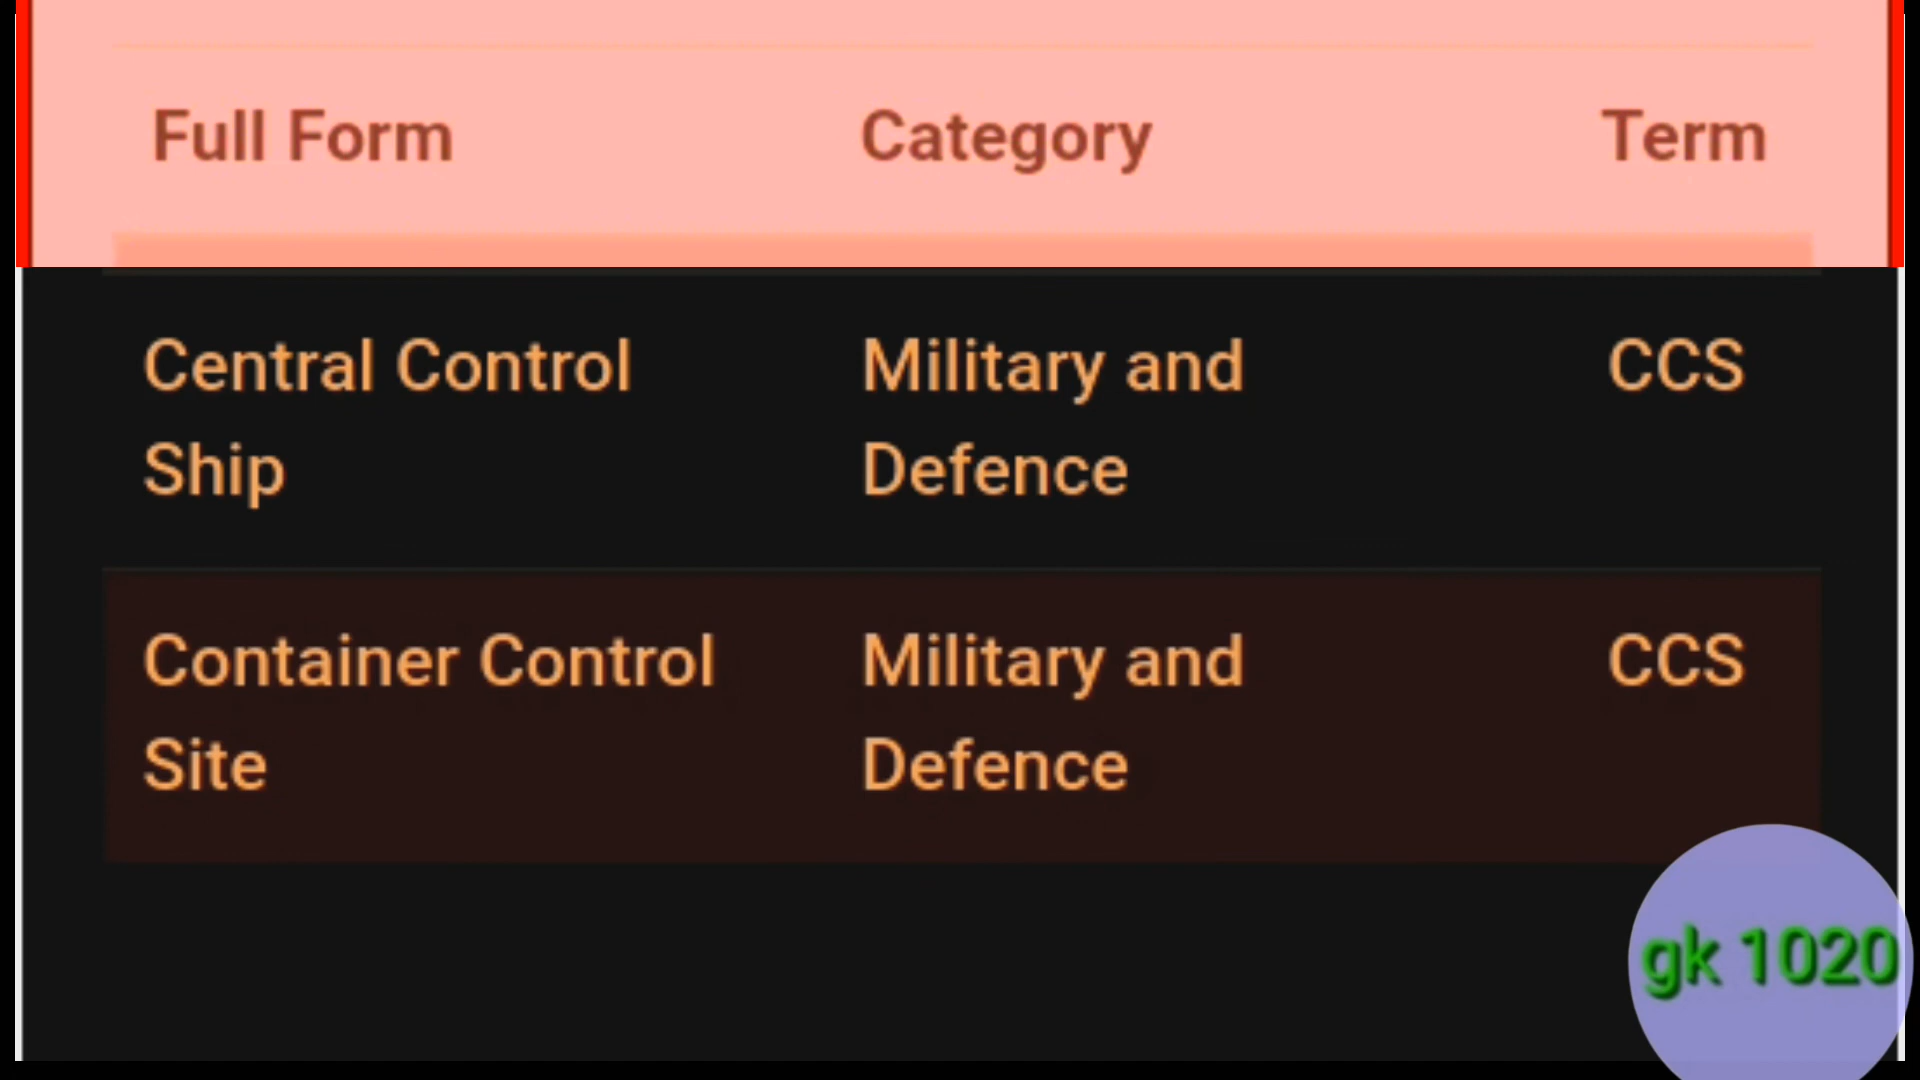 Full Form Category Term
Central Control Military and CCS
Ship Defence
Container Control Military and CCS
Site Defence
gk 1020